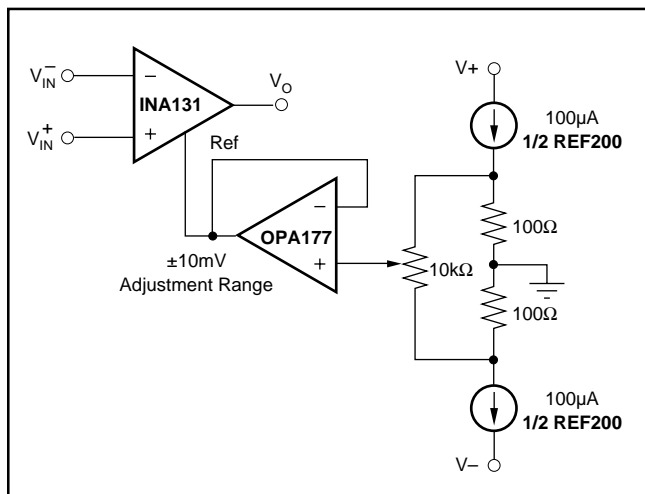 V−IN
INA131
−
+
V+IN
VO
Ref
−
OPA177
+
±10mV
Adjustment Range
V+
100µA
1/2 REF200
100Ω
10kΩ
100Ω
100µA
1/2 REF200
V−